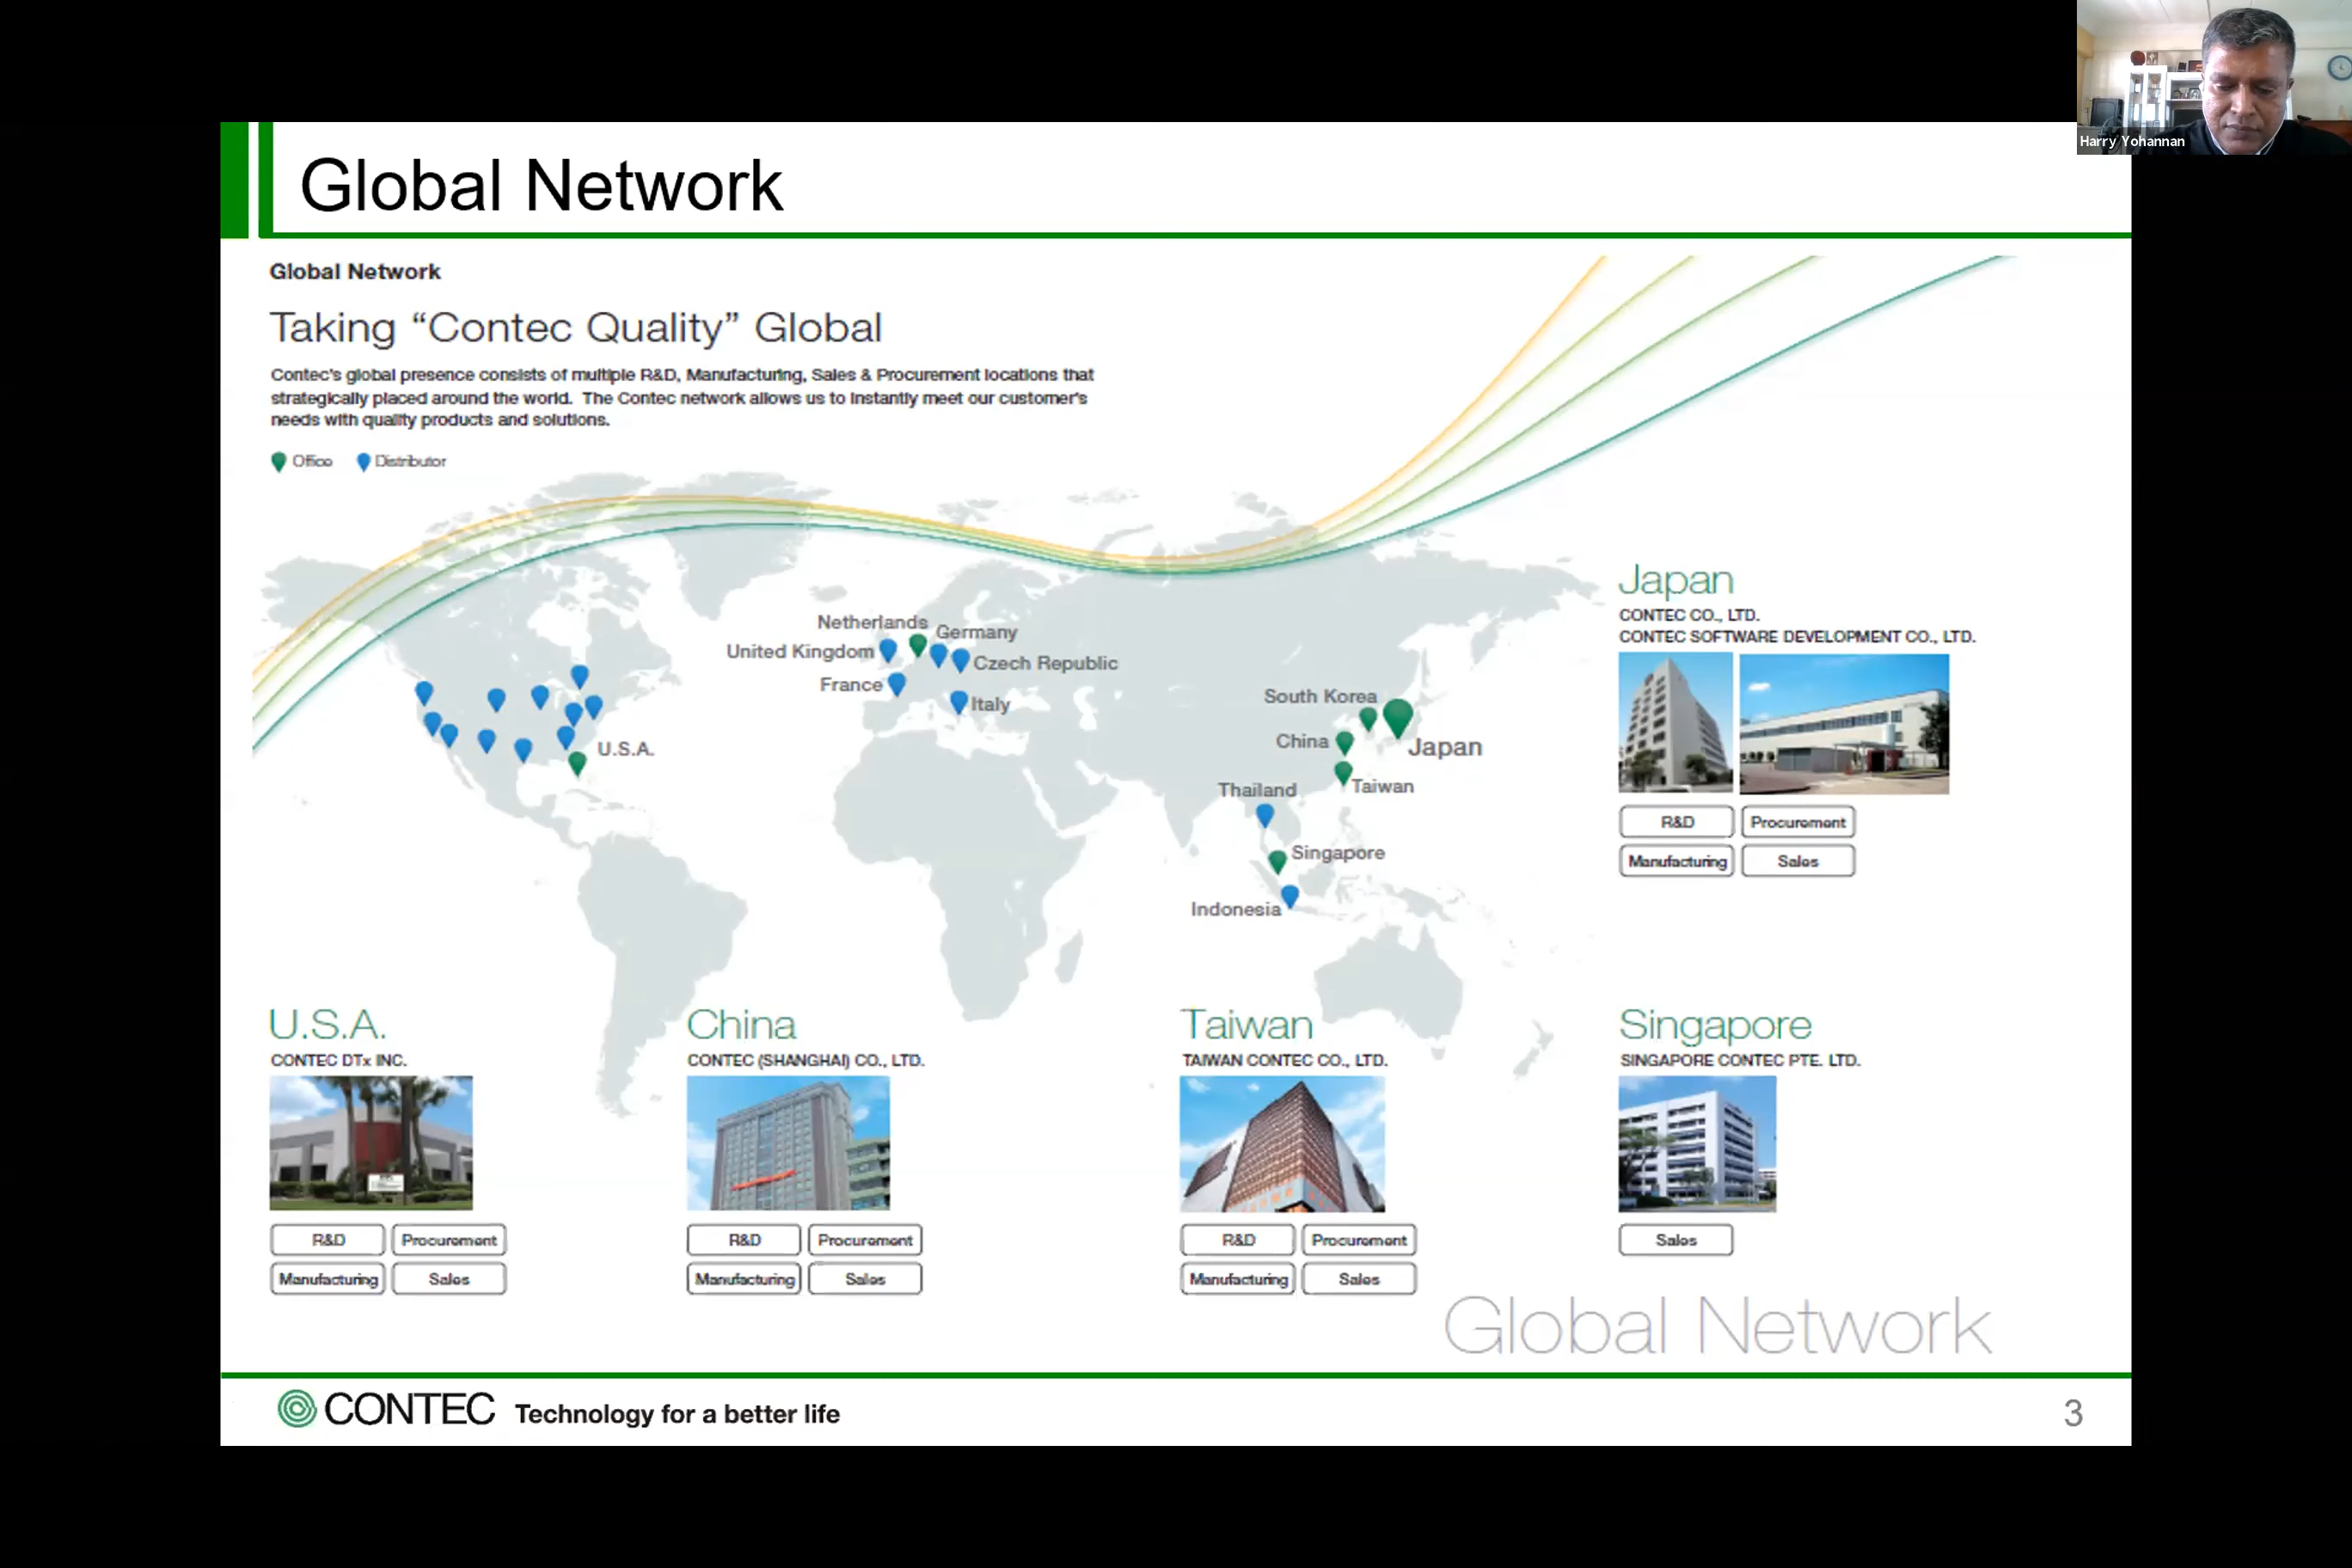 Harry Yohannan
Global Network
Global Network
Taking “Contec Quality” Global
Contec's global presence consists of multiple R&D, Manufacturing, Sales & Procurement locations that
strategically placed around the world. The Contec network allows us to instantly meet our customer's
needs with quality products and solutions.
Office Distributor
Netherlands
Germany
United Kingdom
Czech Republic
France
Italy
U.S.A.
South Korea
China
Japan
Taiwan
Thailand
Singapore
Indonesia
Japan
CONTEC CO., LTD.
CONTEC SOFTWARE DEVELOPMENT CO., LTD.
R&D Procurement
Manufacturing Sales
U.S.A.
CONTEC DTx INC.
R&D Procurement
Manufacturing Sales
China
CONTEC (SHANGHAI) CO., LTD.
R&D Procurement
Manufacturing Sales
Taiwan
TAIWAN CONTEC CO., LTD.
R&D Procurement
Manufacturing Sales
Singapore
SINGAPORE CONTEC PTE. LTD.
Sales
Global Network
CONTEC Technology for a better life
3